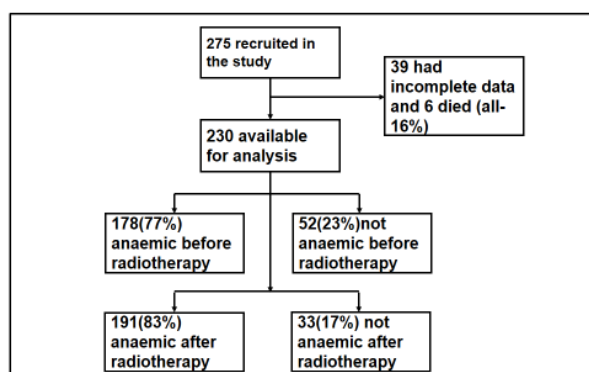 275 recruited in
the study
39 had
incomplete data
and 6 died (all-
16%)
230 available
for analysis
178(77%)
anaemic before
radiotherapy
52(23%)not
anaemic before
radiotherapy
191(83%)
anaemic after
radiotherapy
33(17%) not
anaemic after
radiotherapy